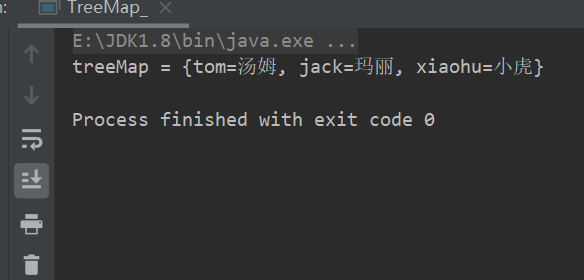 TreeMap_
E:\JDK1.8\bin\java.exe ...
treeMap = {tom=汤姆, jack=玛丽, xiaohu=小虎}
Process finished with exit code 0